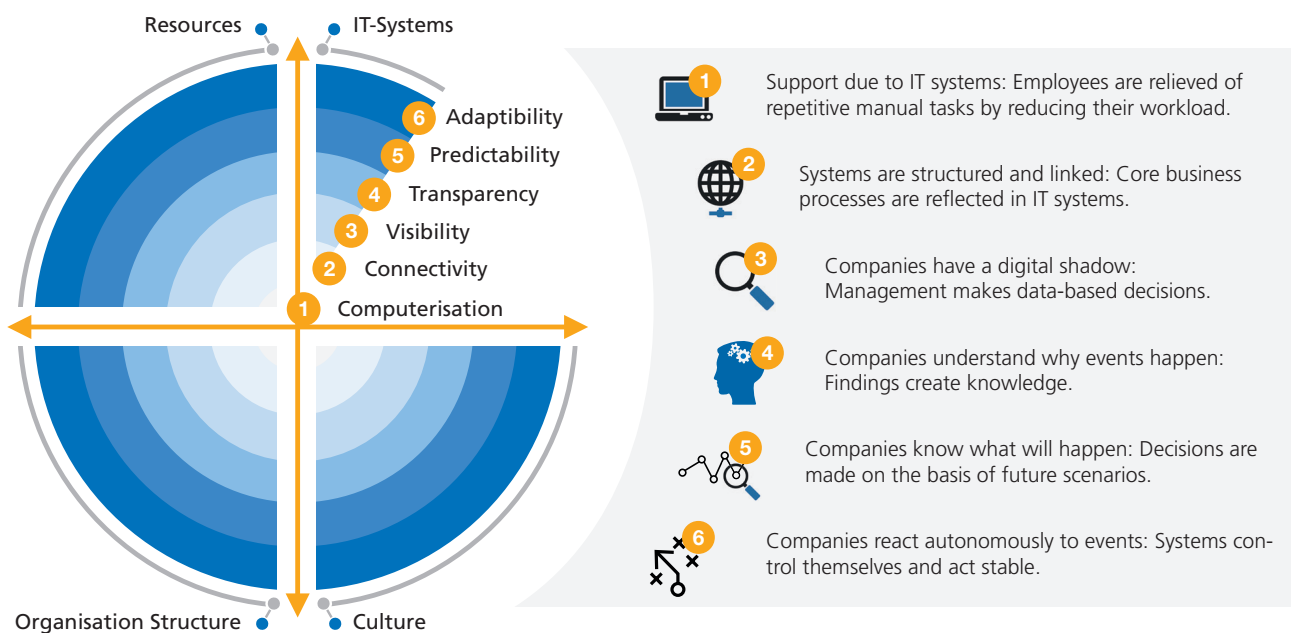 Resources
IT-Systems
6 Adaptibility
5 Predictability
4 Transparency
3 Visibility
2 Connectivity
1 Computerisation
Organisation Structure
Culture
1
Support due to IT systems: Employees are relieved of
repetitive manual tasks by reducing their workload.
2
Systems are structured and linked: Core business
processes are reflected in IT systems.
3
Companies have a digital shadow:
Management makes data-based decisions.
4
Companies understand why events happen:
Findings create knowledge.
5
Companies know what will happen: Decisions are
made on the basis of future scenarios.
6
Companies react autonomously to events: Systems con-
trol themselves and act stable.